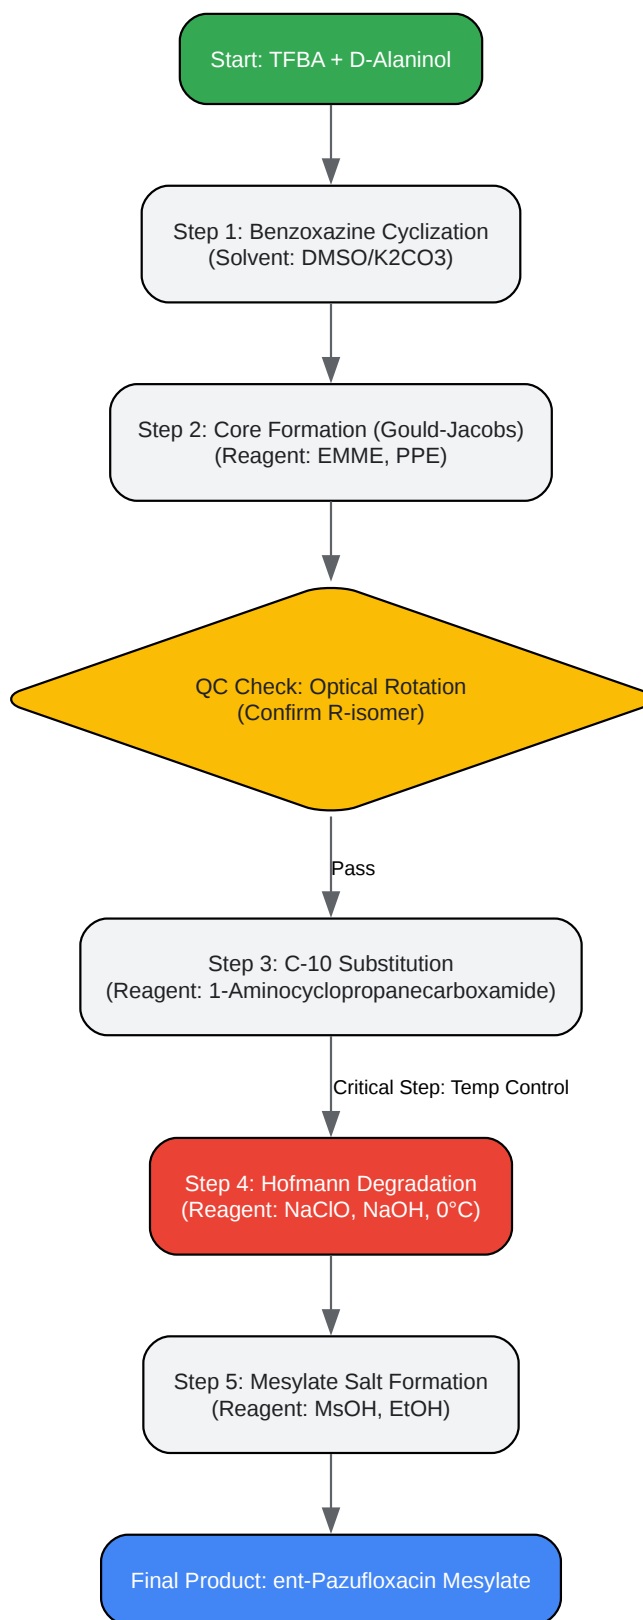 Start: TFBA + D-Alaninol
Step 1: Benzoxazine Cyclization
(Solvent: DMSO/K2CO3)
Step 2: Core Formation (Gould-Jacobs)
(Reagent: EMME, PPE)
QC Check: Optical Rotation
(Confirm R-isomer)
Pass
Step 3: C-10 Substitution
(Reagent: 1-Aminocyclopropanecarboxamide)
Critical Step: Temp Control
Step 4: Hofmann Degradation
(Reagent: NaClO, NaOH, 0°C)
Step 5: Mesylate Salt Formation
(Reagent: MsOH, EtOH)
Final Product: ent-Pazufloxacin Mesylate